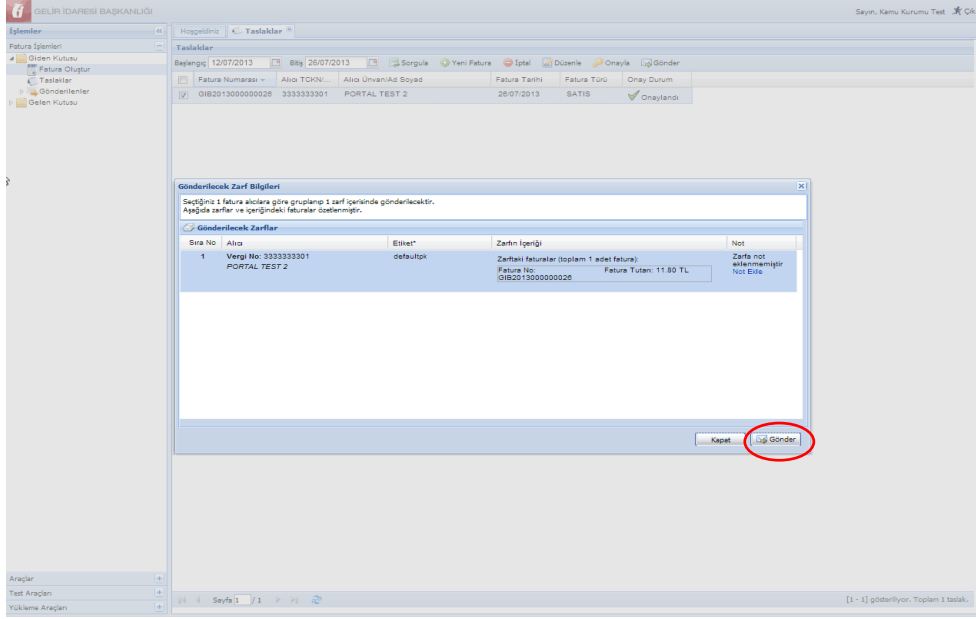 GELİR İDARESİ BAŞKANLIĞI
Sayın, Kamu Kurumu Test Çık
İşlemler
Hoşgeldiniz Taslaklar
Fatura İşlemleri
Taslaklar
Giden Kutusu
Fatura Oluştur
Taslaklar
Gönderilenler
Gelen Kutusu
Başlangıç 12/07/2013 Bitiş 26/07/2013 Sorgula Yeni Fatura İptal Düzenle Onayla Gönder
Fatura Numarası Alıcı TCKN/... Alıcı Ünvan/Ad Soyad Fatura Tarihi Fatura Türü Onay Durum
GIB2013000000026 3333333301 PORTAL TEST 2 26/07/2013 SATIS Onaylandı
Gönderilecek Zarf Bilgileri
Seçtiğiniz 1 fatura alıcılara göre gruplanıp 1 zarf içerisinde gönderilecektir.
Aşağıda zarflar ve içeriğindeki faturalar özetlenmiştir.
Gönderilecek Zarflar
Sıra No Alıcı Etiket* Zarfın İçeriği Not
1 Vergi No: 3333333301 defaultpk Zarftaki faturalar (toplam 1 adet fatura): Zarfa not
PORTAL TEST 2 Fatura No: Fatura Tutarı: 11.80 TL eklenmemiştir
GIB2013000000026 Not Ekle
Kapat Gönder
Araçlar
Test Araçları
Yükleme Araçları
Sayfa 1 / 1
[1 - 1] gösteriliyor. Toplam 1 taslak.